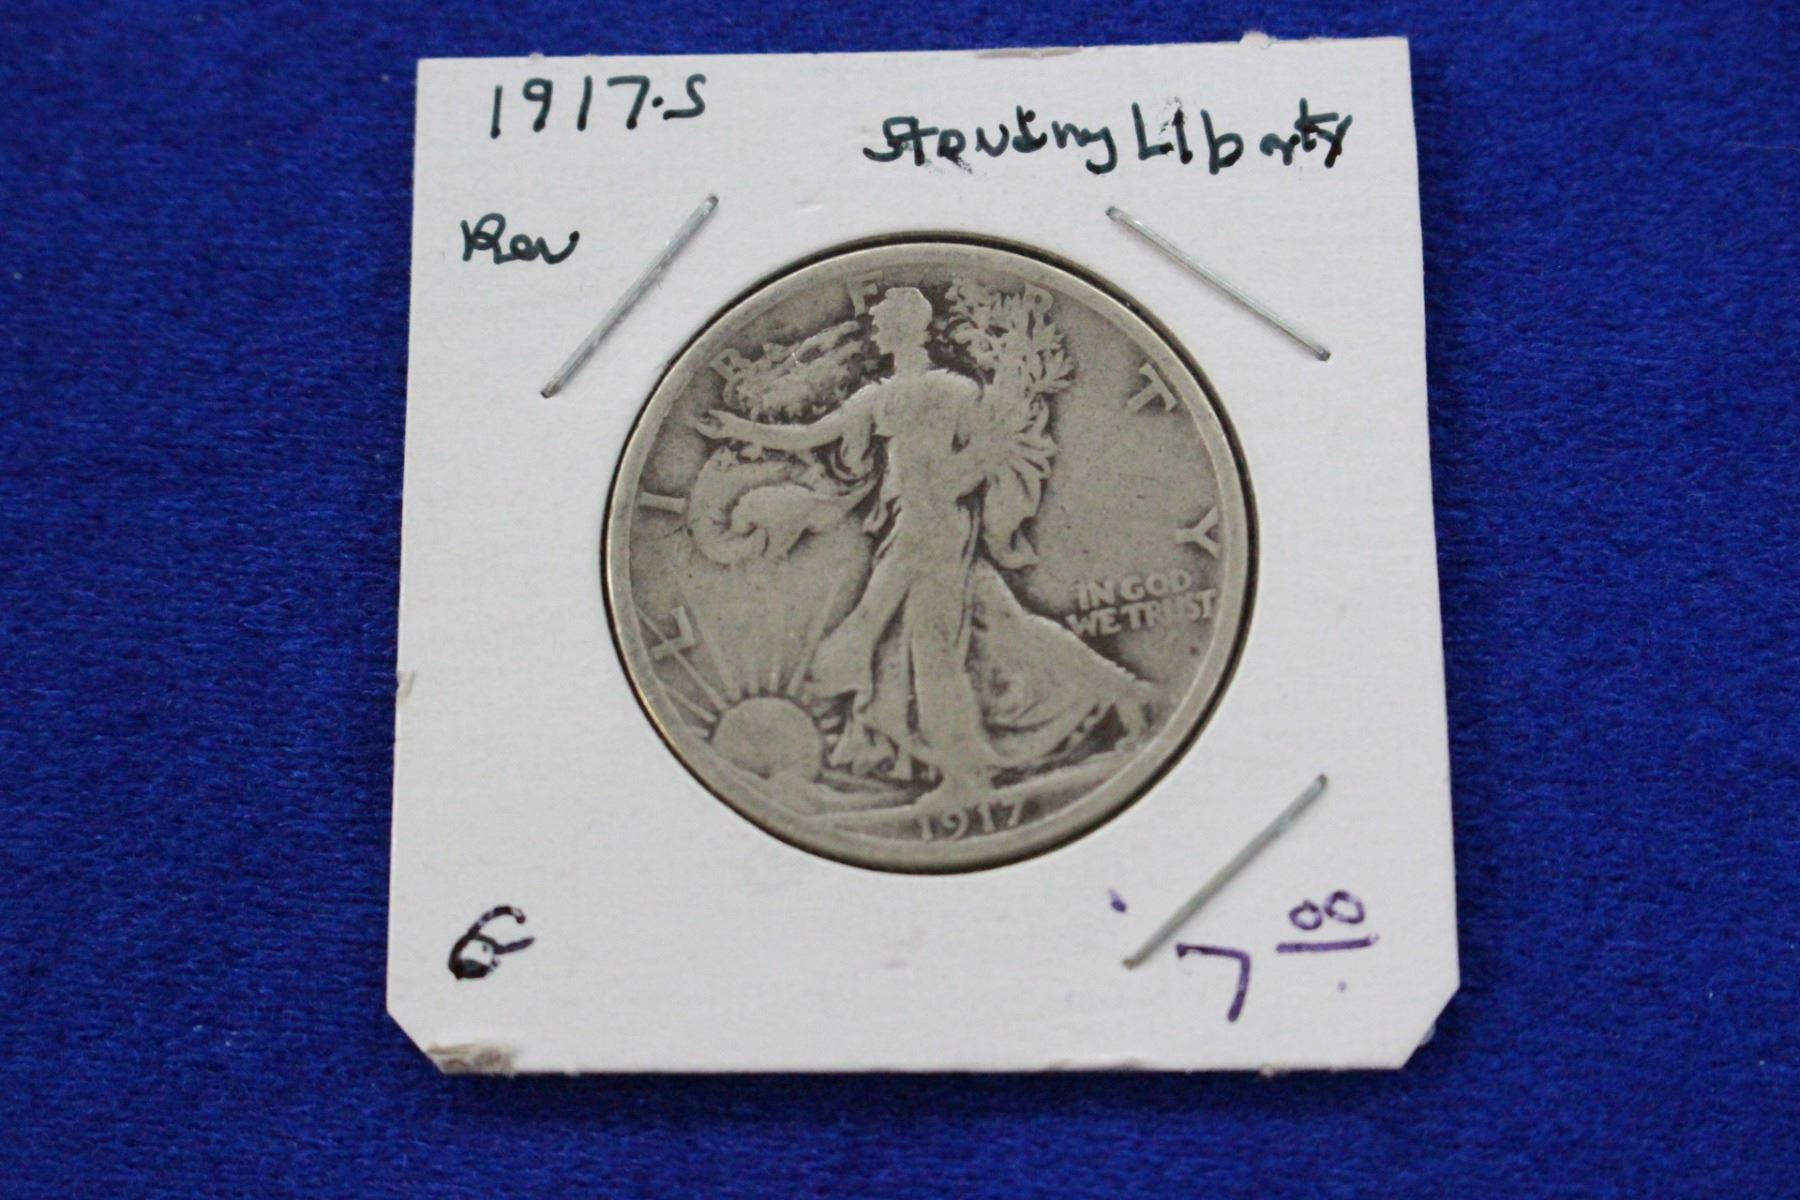 1917.S
Standing Liberty
Rev
LIBERTY
IN GOD
WE TRUST
1917
G
7 00